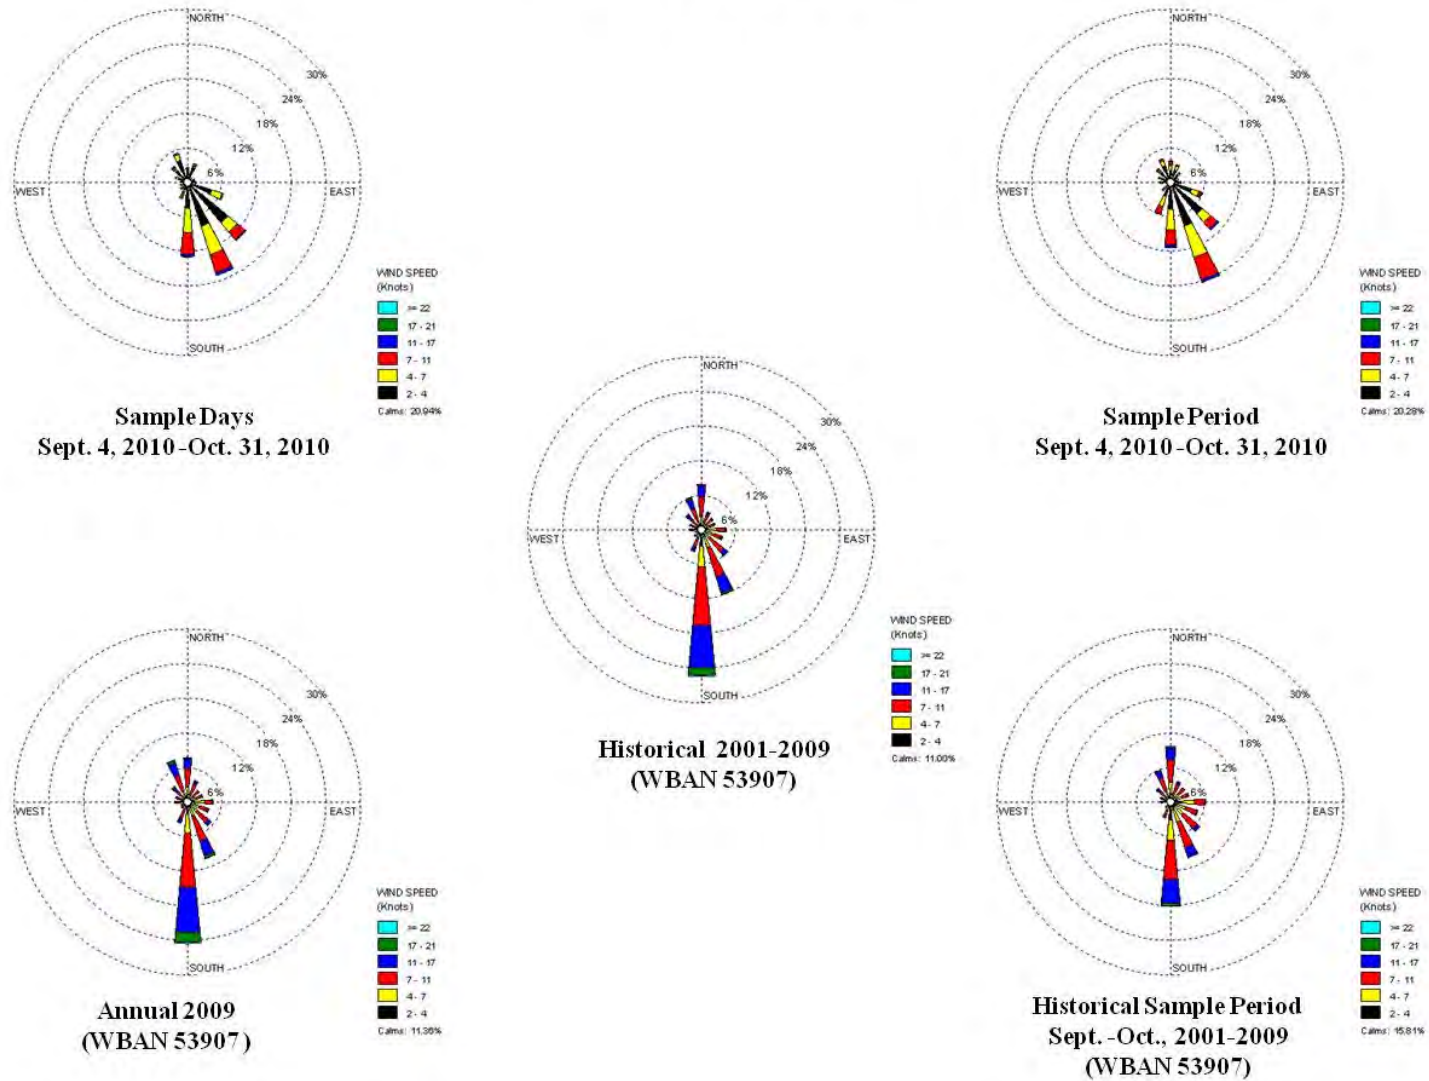 NORTH
30%
24%
18%
12%
6%
WEST
EAST
SOUTH
WIND SPEED
(Knots)
>= 22
17 - 21
11 - 17
7 - 11
4 - 7
2 - 4
Calms: 20.94%
Sample Days
Sept. 4, 2010 -Oct. 31, 2010
NORTH
30%
24%
18%
12%
6%
WEST
EAST
SOUTH
WIND SPEED
(Knots)
>= 22
17 - 21
11 - 17
7 - 11
4 - 7
2 - 4
Calms: 20.28%
Sample Period
Sept. 4, 2010 -Oct. 31, 2010
NORTH
30%
24%
18%
12%
6%
WEST
EAST
SOUTH
WIND SPEED
(Knots)
>= 22
17 - 21
11 - 17
7 - 11
4 - 7
2 - 4
Calms: 11.00%
Historical 2001-2009
(WBAN 53907)
NORTH
30%
24%
18%
12%
6%
WEST
EAST
SOUTH
WIND SPEED
(Knots)
>= 22
17 - 21
11 - 17
7 - 11
4 - 7
2 - 4
Calms: 11.36%
Annual 2009
(WBAN 53907)
NORTH
30%
24%
18%
12%
6%
WEST
EAST
SOUTH
WIND SPEED
(Knots)
>= 22
17 - 21
11 - 17
7 - 11
4 - 7
2 - 4
Calms: 15.81%
Historical Sample Period
Sept. -Oct., 2001-2009
(WBAN 53907)